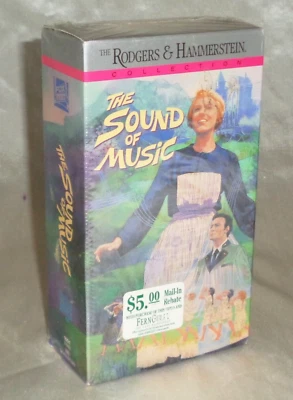 THE RODGERS & HAMMERSTEIN
COLLECTION
THE
SOUND
OF
MUSIC
THE SOUND
OF MUSIC
$5.00 Mail-In
Rebate